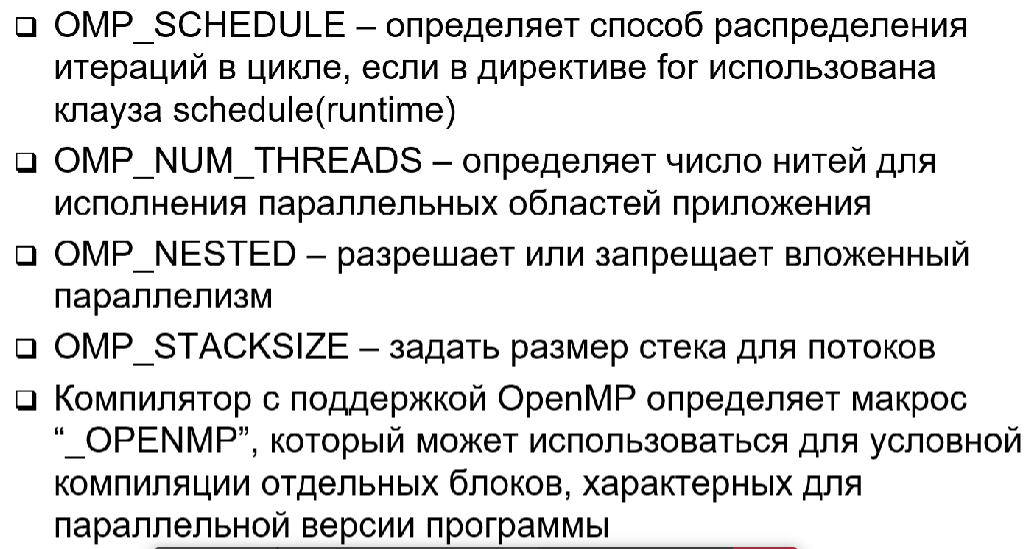 ❑ OMP_SCHEDULE – определяет способ распределения
итераций в цикле, если в директиве for использована
клауза schedule(runtime)
❑ OMP_NUM_THREADS – определяет число нитей для
исполнения параллельных областей приложения
❑ OMP_NESTED – разрешает или запрещает вложенный
параллелизм
❑ OMP_STACKSIZE – задать размер стека для потоков
❑ Компилятор с поддержкой OpenMP определяет макрос
“_OPENMP”, который может использоваться для условной
компиляции отдельных блоков, характерных для
параллельной версии программы